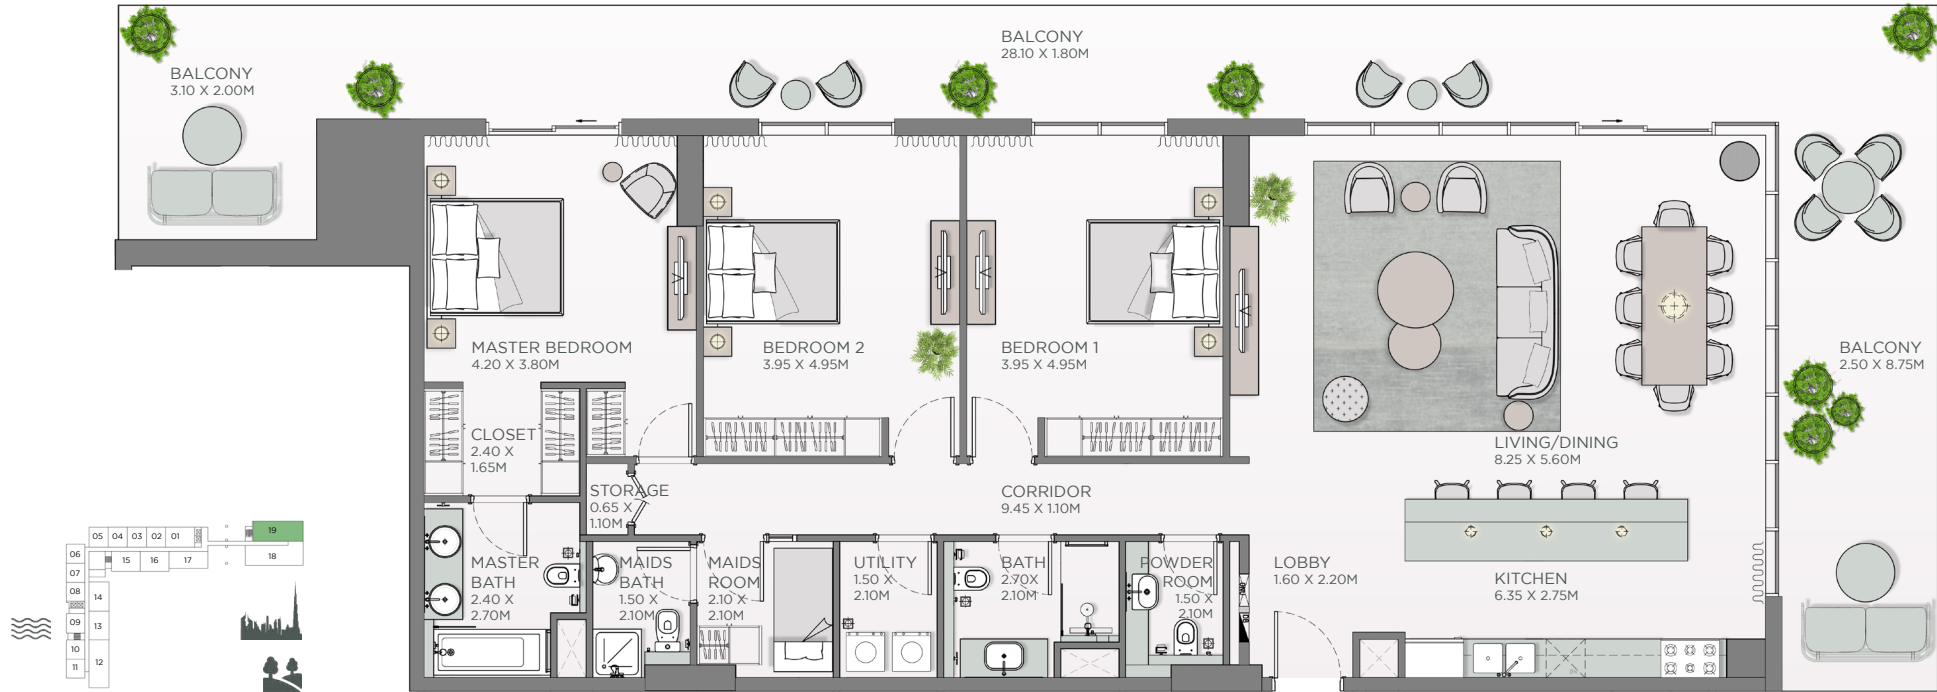 BALCONY
28.10 X 1.80M
BALCONY
3.10 X 2.00M
MASTER BEDROOM
4.20 X 3.80M
BEDROOM 2
3.95 X 4.95M
BEDROOM 1
3.95 X 4.95M
BALCONY
2.50 X 8.75M
CLOSET
2.40 X
1.65M
LIVING/DINING
8.25 X 5.60M
STORAGE
0.65 X
1.10M
CORRIDOR
9.45 X 1.10M
MASTER
BATH
2.40 X
2.70M
MAIDS
BATH
1.50 X
2.10M
MAIDS
ROOM
2.10 X
2.10M
UTILITY
1.50 X
2.10M
BATH
2.70X
2.10M
POWDER
ROOM
1.50 X
2.10M
LOBBY
1.60 X 2.20M
KITCHEN
6.35 X 2.75M
05 04 03 02 01
19
06
15 16 17
18
07
08
14
09
13
10
12
11